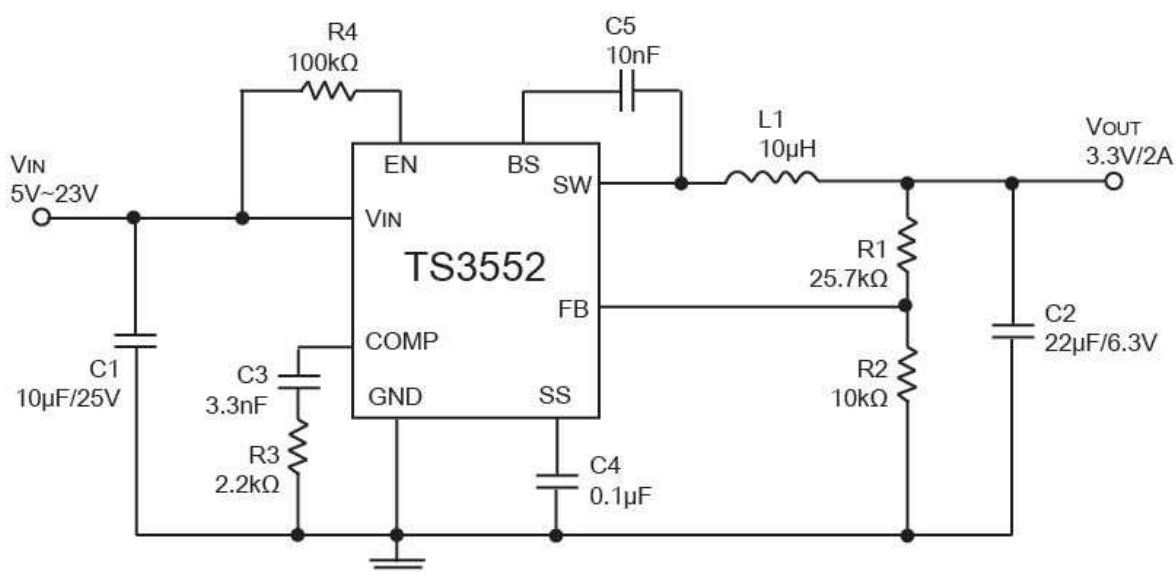 R4
100kΩ
C5
10nF
L1
10µH
VOUT
3.3V/2A
VIN
5V~23V
EN
BS
SW
VIN
TS3552
R1
25.7kΩ
FB
COMP
C1
10µF/25V
C3
3.3nF
GND
SS
R2
10kΩ
C2
22µF/6.3V
R3
2.2kΩ
C4
0.1µF